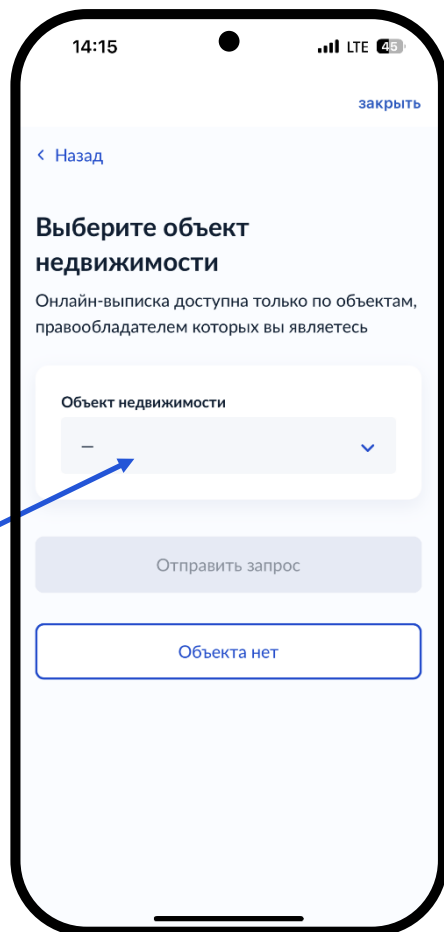 14:15
LTE 45
закрыть
Назад
Выберите объект
недвижимости
Онлайн-выписка доступна только по объектам,
правообладателем которых вы являетесь
Объект недвижимости
—
Отправить запрос
Объекта нет